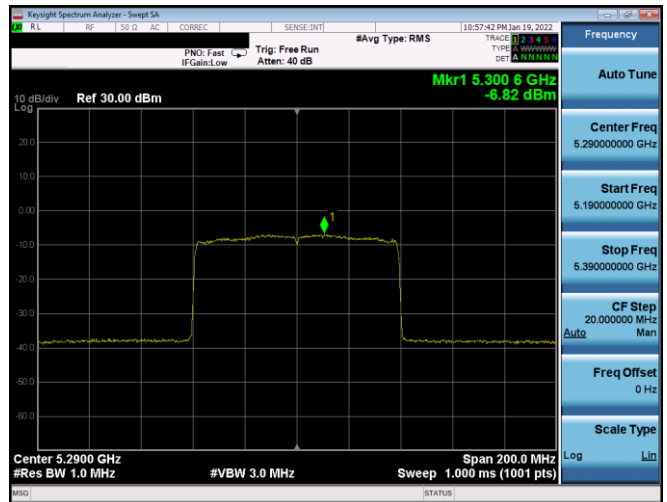 Keysight Spectrum Analyzer - Swept SA
RL RF 50 Ω AC CORREC SENSE:INT 10:57:42 PM Jan 19, 2022
#Avg Type: RMS
TRACE 1 2 3 4 5 6
PNO: Fast Trig: Free Run
TYPE A WWWWW
IFGain:Low Atten: 40 dB
DET A N N N N N
Mkr1 5.300 6 GHz
10 dB/div Ref 30.00 dBm -6.82 dBm
Log
20.0
10.0
0.00
1
-10.0
-20.0
-30.0
-40.0
-50.0
-60.0
Center 5.2900 GHz Span 200.0 MHz
#Res BW 1.0 MHz #VBW 3.0 MHz Sweep 1.000 ms (1001 pts)
MSG STATUS
Frequency
Auto Tune
Center Freq
5.290000000 GHz
Start Freq
5.190000000 GHz
Stop Freq
5.390000000 GHz
CF Step
20.000000 MHz
Auto Man
Freq Offset
0 Hz
Scale Type
Log Lin